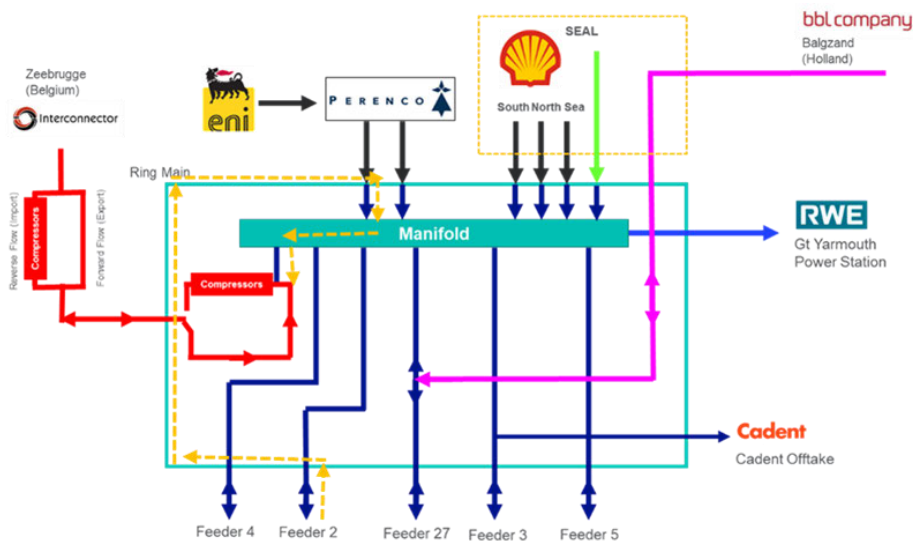 bbl company
Balgzand
(Holland)
SEAL
Zeebrugge
(Belgium)
Interconnector
eni
PERENCO
South North Sea
Ring Main
Reverse Flow (Import)
Compressors
Forward Flow (Export)
Manifold
RWE
Gt Yarmouth
Power Station
Compressors
Cadent
Cadent Offtake
Feeder 4
Feeder 2
Feeder 27
Feeder 3
Feeder 5